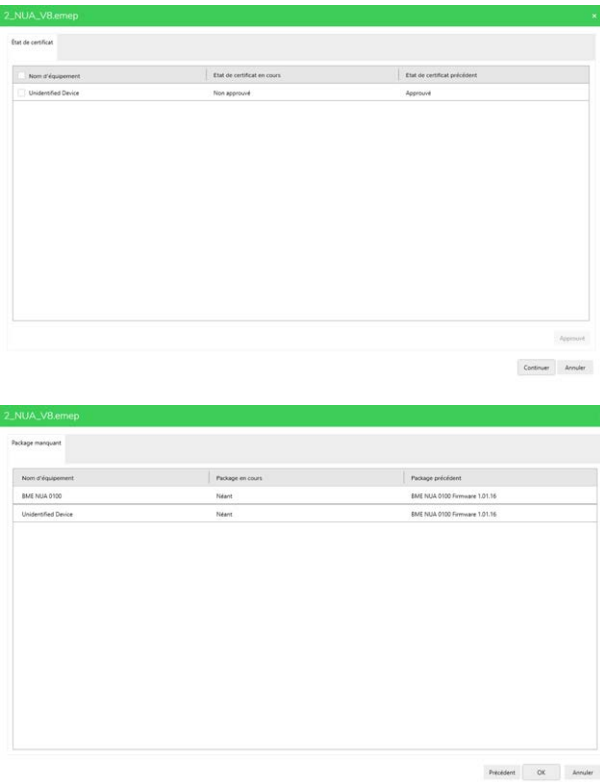 2_NUA_V8.emep ×
État de certificat
Nom d'équipement Etat de certificat en cours Etat de certificat précédent
Unidentified Device Non approuvé Approuvé
Approuvé
Continuer Annuler
2_NUA_V8.emep
Package manquant
Nom d'équipement Package en cours Package précédent
BME NUA 0100 Néant BME NUA 0100 Firmware 1.01.16
Unidentified Device Néant BME NUA 0100 Firmware 1.01.16
Précédent OK Annuler